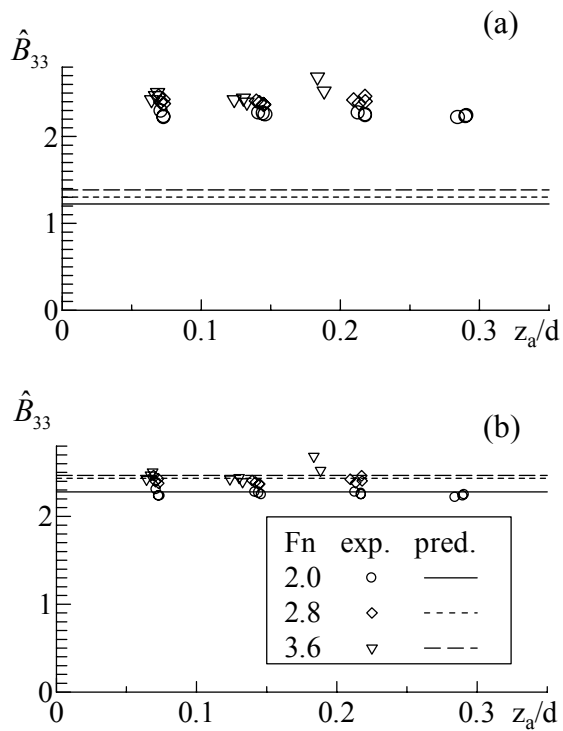 (a)
B̂₃₃
2
1
0
0 0.1 0.2 0.3 zₐ/d
(b)
B̂₃₃
2
Fn exp. pred.
2.0
2.8
3.6
1
0
0 0.1 0.2 0.3 zₐ/d